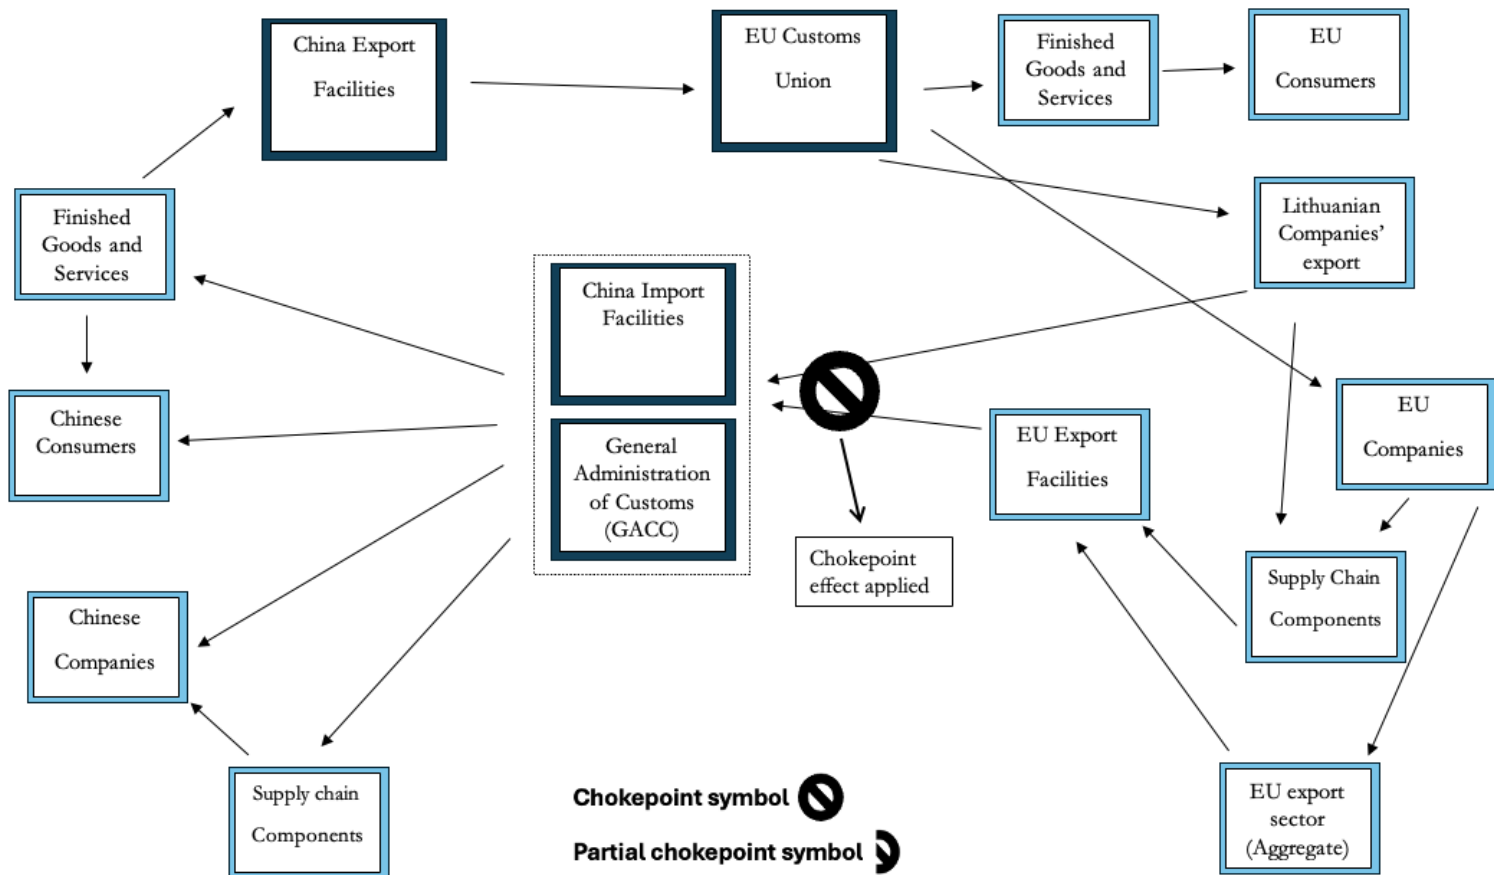 China Export
Facilities
EU Customs
Union
Finished
Goods and
Services
EU
Consumers
Finished
Goods and
Services
Lithuanian
Companies’
export
China Import
Facilities
Chinese
Consumers
General
Administration
of Customs
(GACC)
EU Export
Facilities
EU
Companies
Chokepoint
effect applied
Supply Chain
Components
Chinese
Companies
Supply chain
Components
EU export
sector
(Aggregate)
Chokepoint symbol
Partial chokepoint symbol